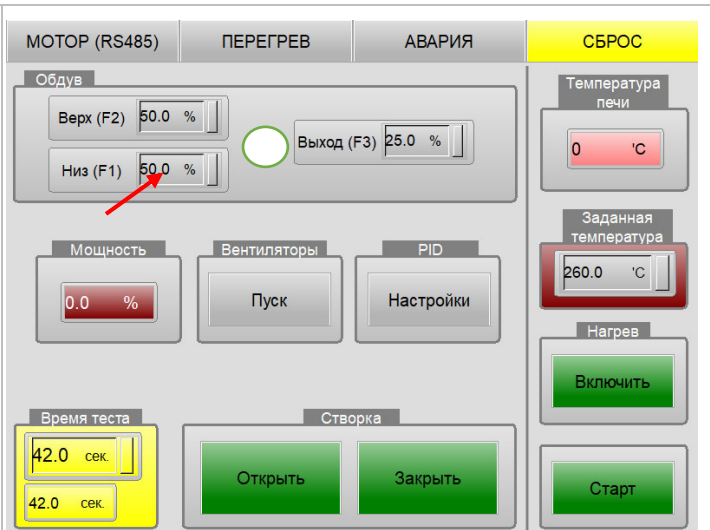 МОТОР (RS485)
ПЕРЕГРЕВ
АВАРИЯ
СБРОС
Обдув
Верх (F2) 50.0 %
Низ (F1) 50.0 %
Выход (F3) 25.0 %
Температура
печи
0 'C
Заданная
температура
260.0 'C
Мощность
0.0 %
Вентиляторы
Пуск
PID
Настройки
Нагрев
Включить
Время теста
42.0 сек.
42.0 сек.
Створка
Открыть
Закрыть
Старт